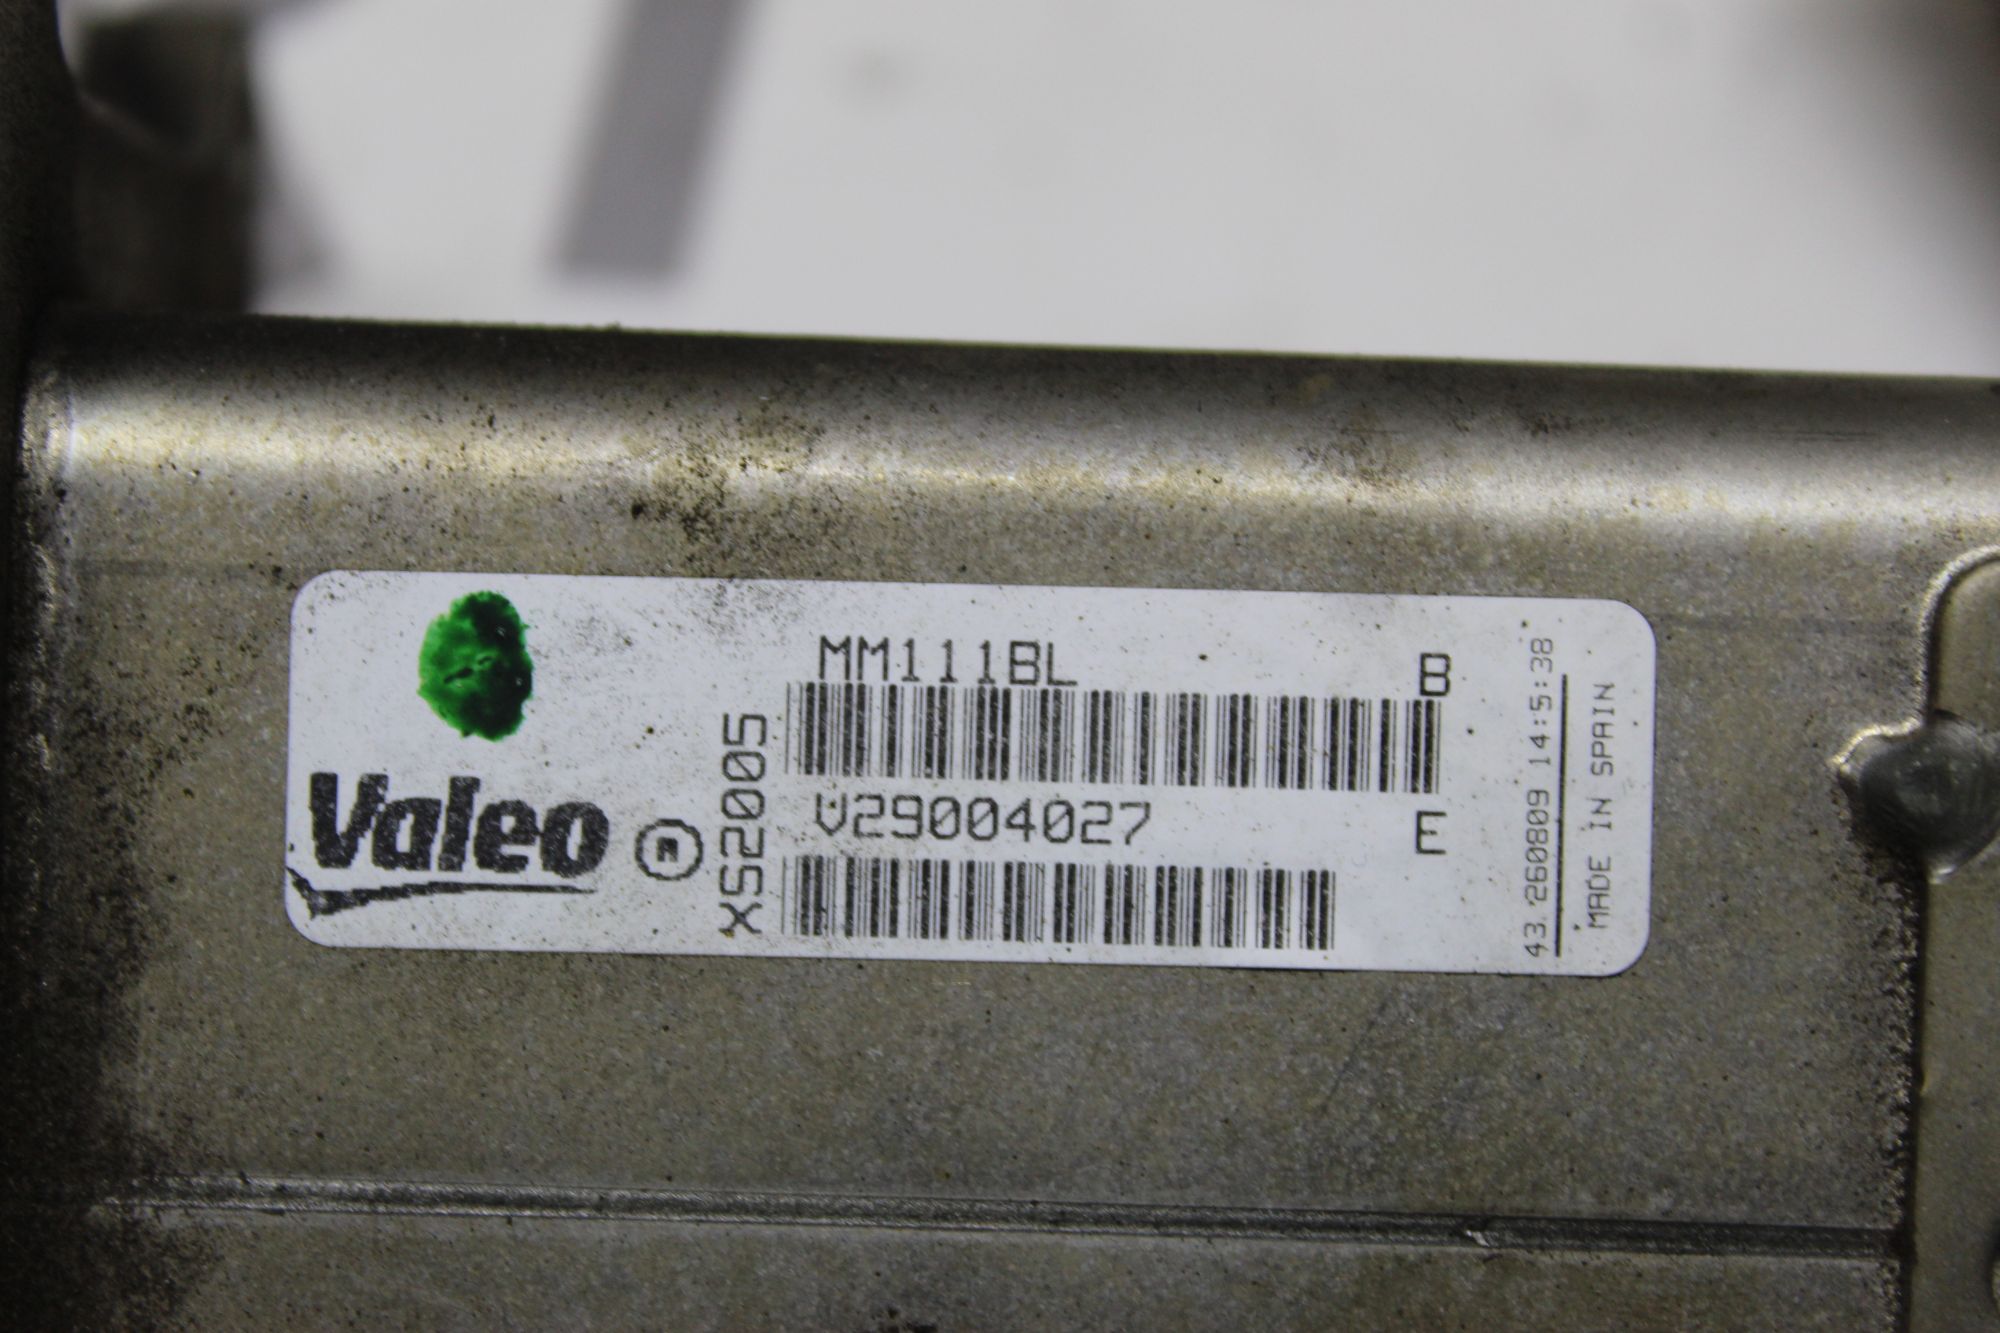 Valeo
R
XS2005
MM111BL B
V29004027 E
43. 260809 14:5:38
MADE IN SPAIN